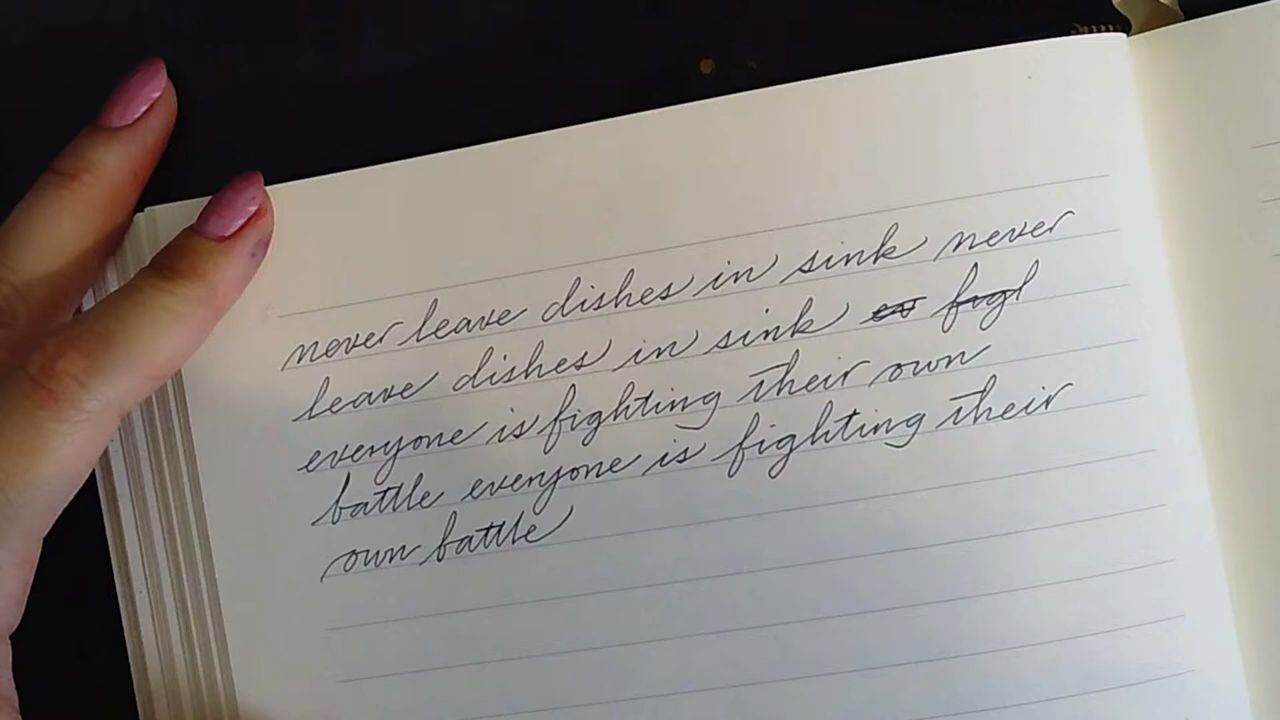 never leave dishes in sink never
leave dishes in sink
everyone is fighting their own
battle everyone is fighting their
own battle